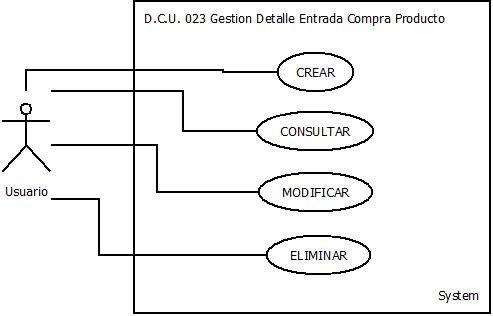 D.C.U. 023 Gestion Detalle Entrada Compra Producto
CREAR
CONSULTAR
Usuario
MODIFICAR
ELIMINAR
System